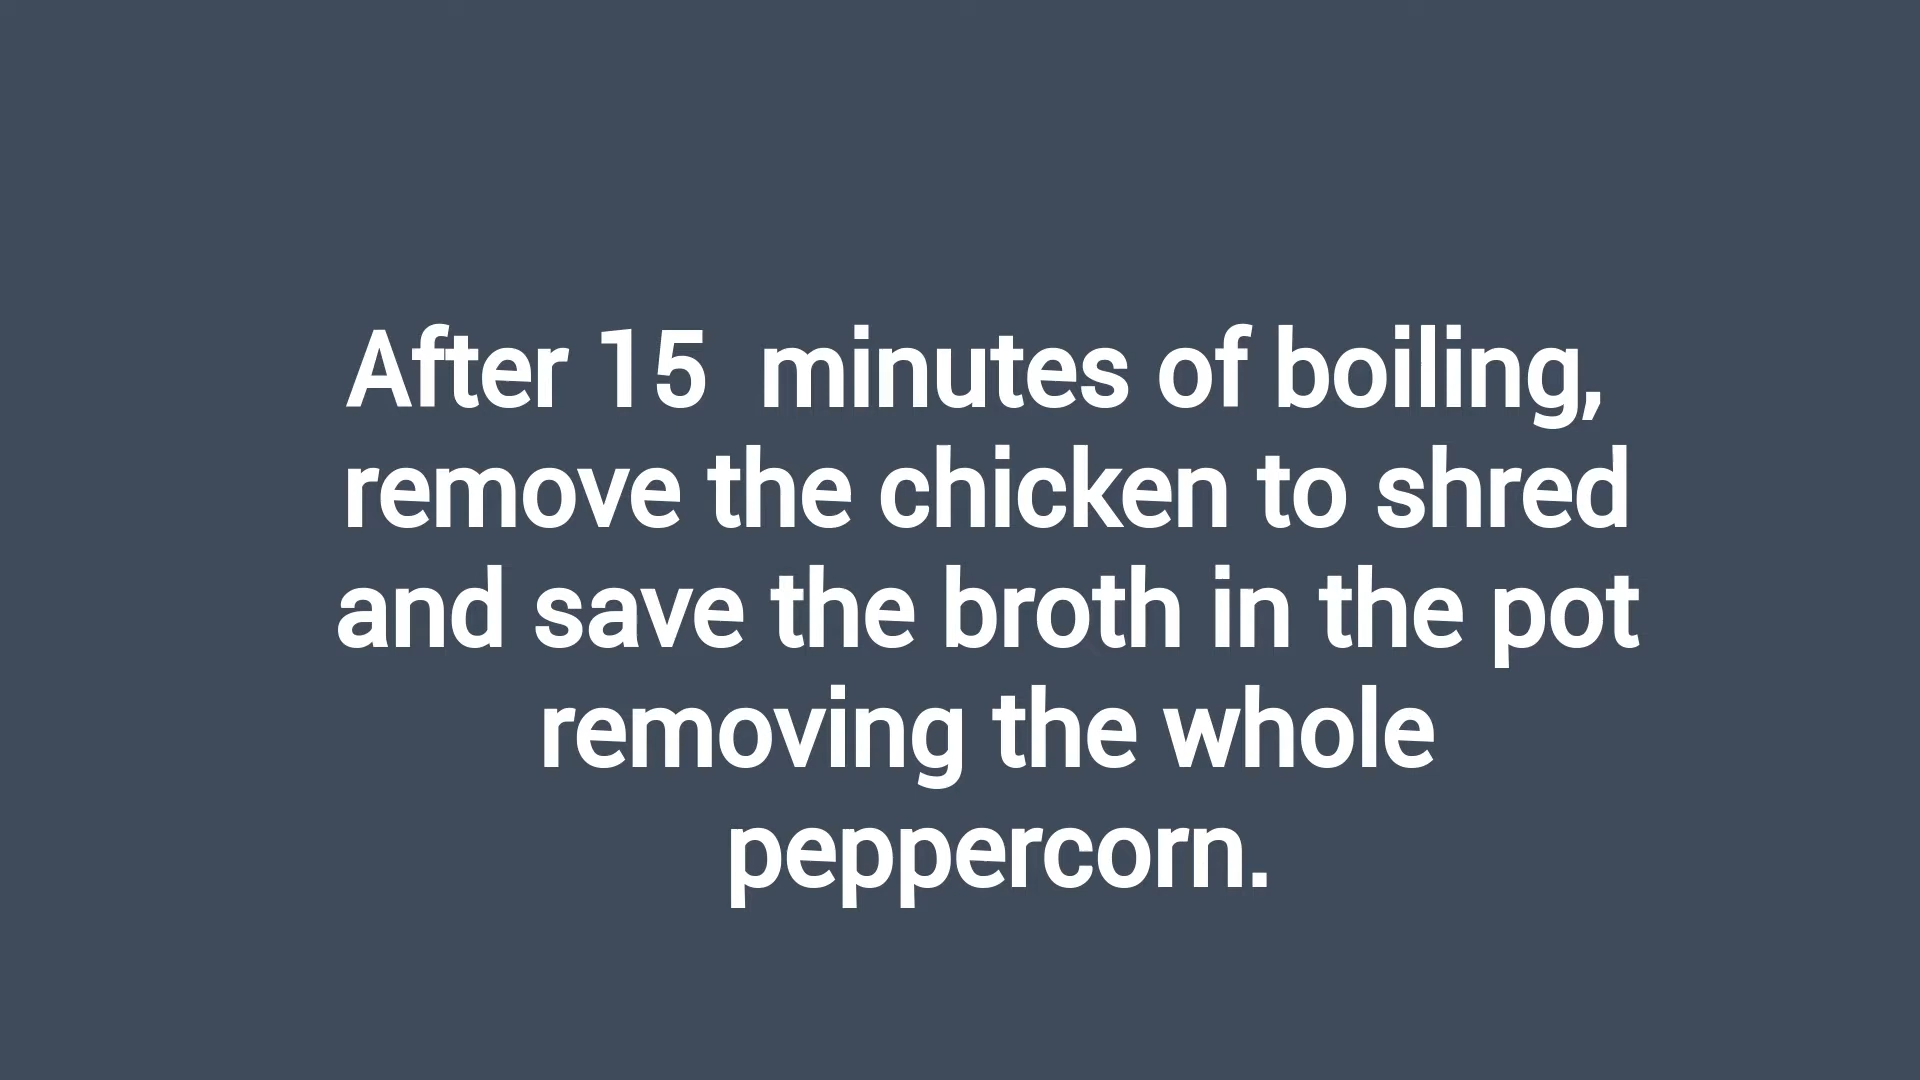 After 15  minutes of boiling,
remove the chicken to shred
and save the broth in the pot
removing the whole
peppercorn.